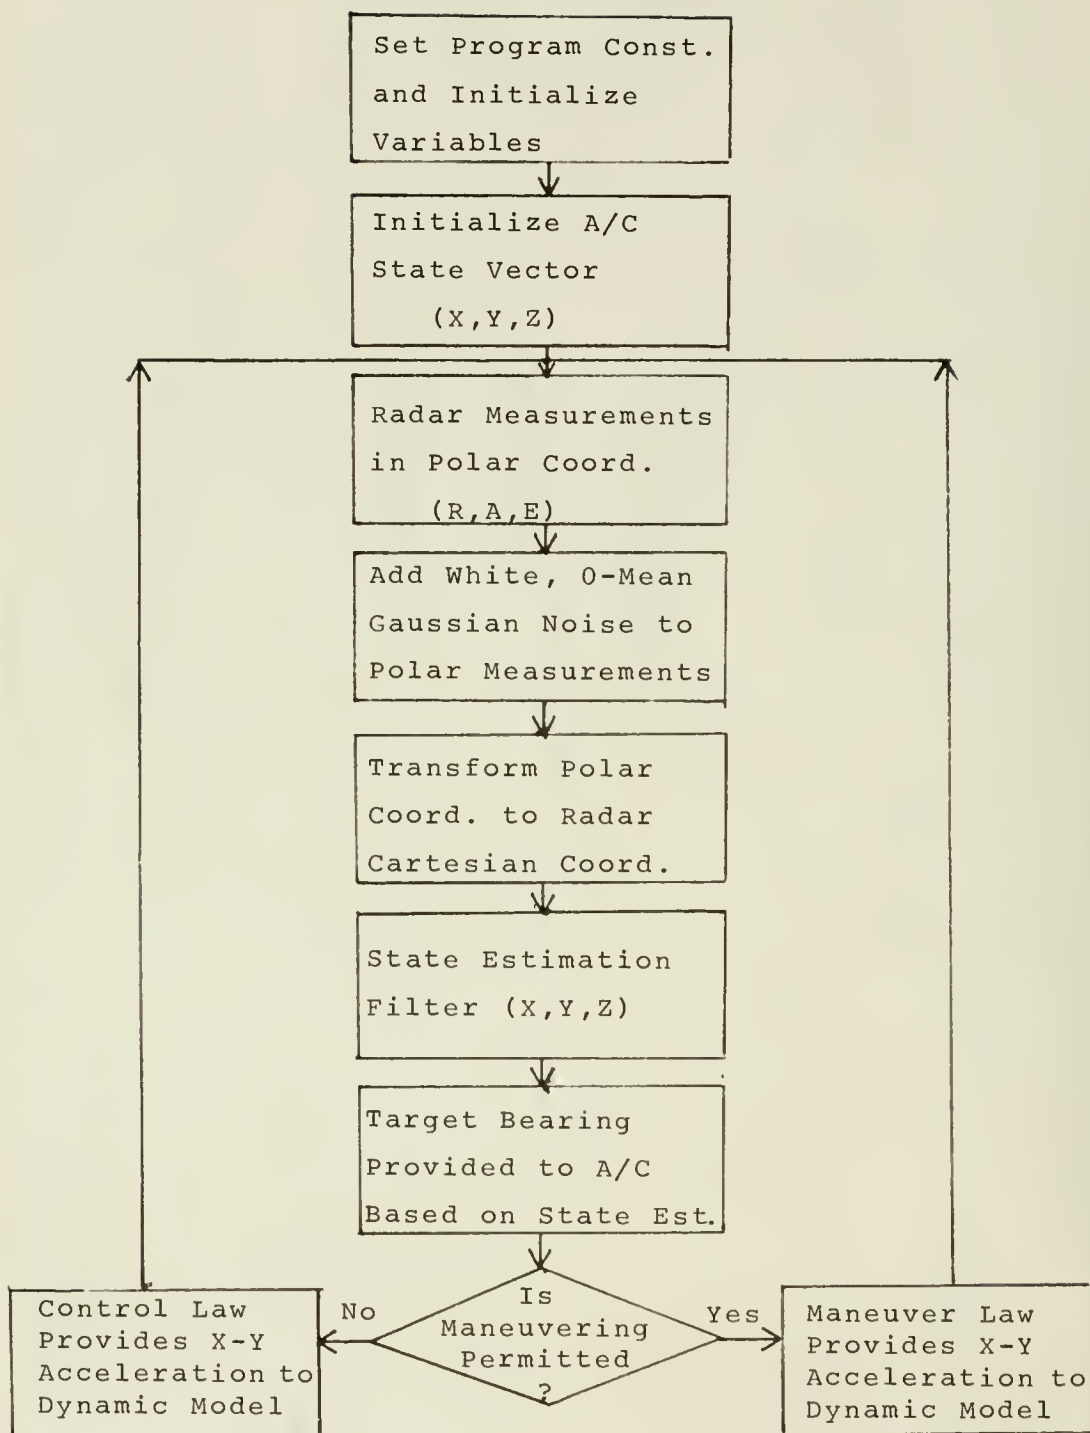 Set Program Const.
and Initialize
Variables
Initialize A/C
State Vector
(X,Y,Z)
Radar Measurements
in Polar Coord.
(R,A,E)
Add White, 0-Mean
Gaussian Noise to
Polar Measurements
Transform Polar
Coord. to Radar
Cartesian Coord.
State Estimation
Filter (X,Y,Z)
Target Bearing
Provided to A/C
Based on State Est.
Is
Maneuvering
Permitted
?
No
Yes
Control Law
Provides X-Y
Acceleration to
Dynamic Model
Maneuver Law
Provides X-Y
Acceleration to
Dynamic Model